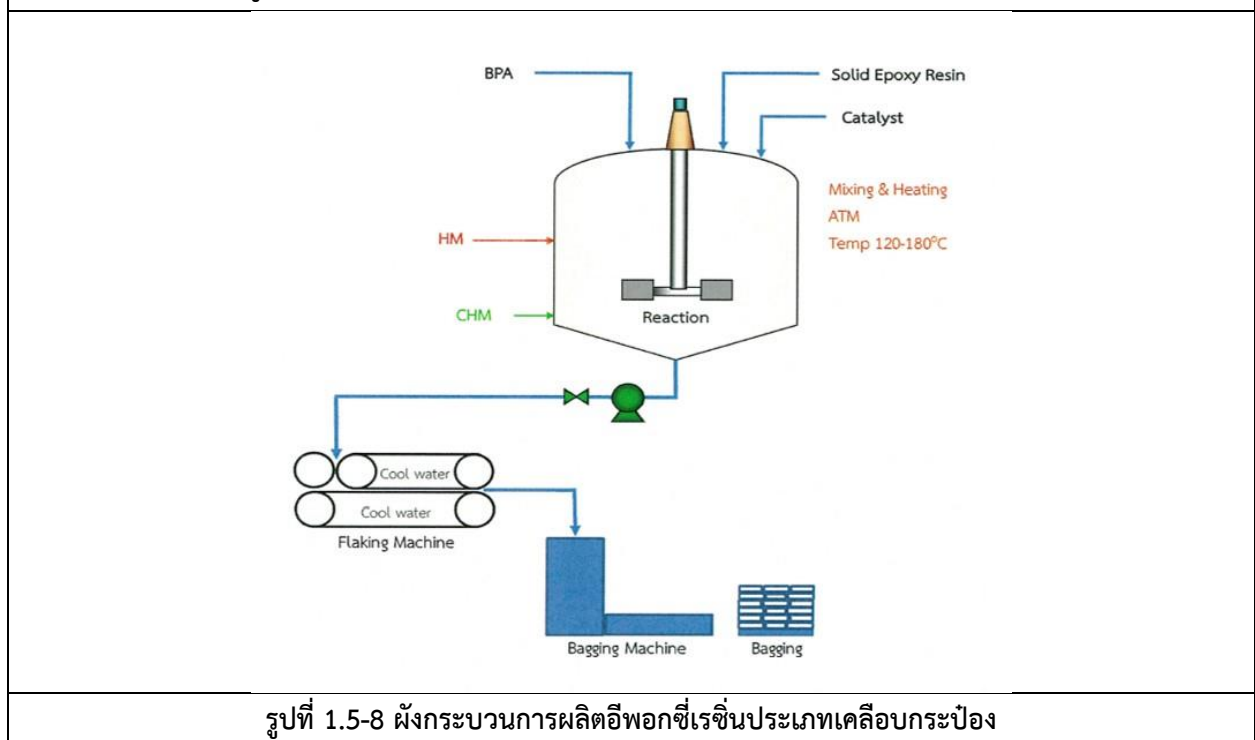 BPA
Solid Epoxy Resin
Catalyst
Mixing & Heating
ATM
Temp 120-180°C
HM
CHM
Reaction
Cool water
Cool water
Flaking Machine
Bagging Machine
Bagging
รูปที่ 1.5-8 ผังกระบวนการผลิตอีพอกซี่เรซิ่นประเภทเคลือบกระป๋อง